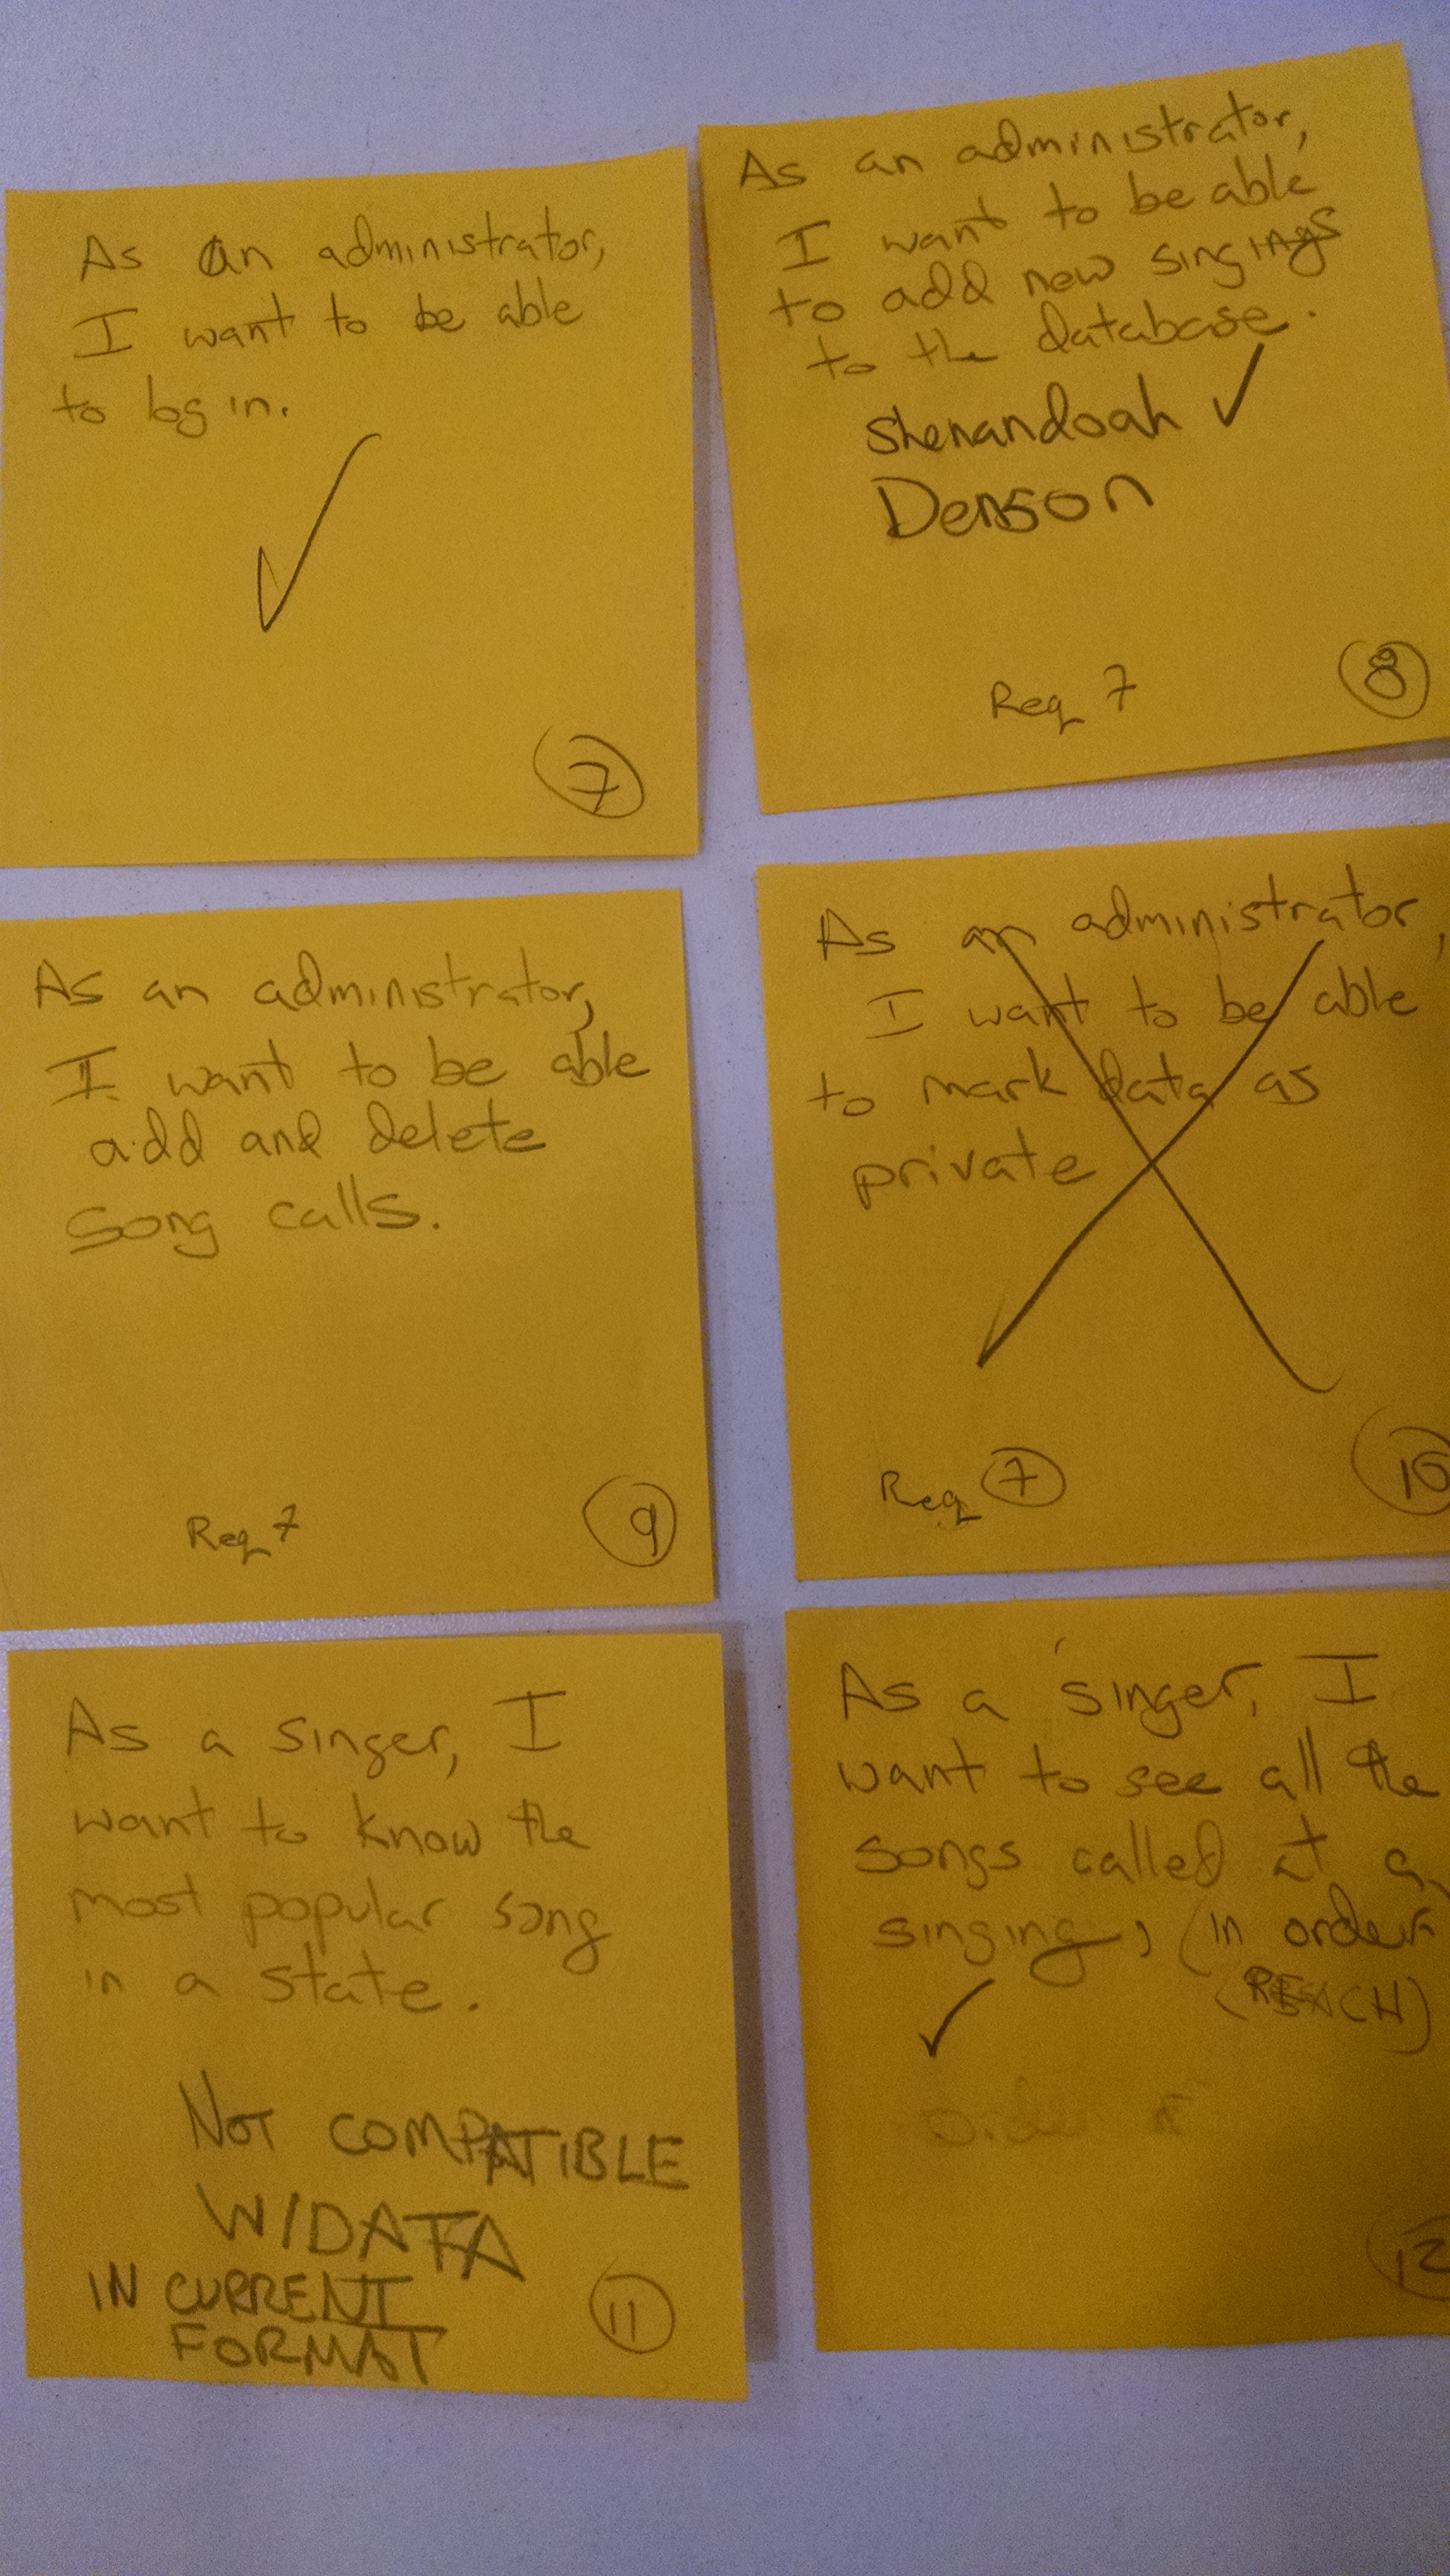 As an administrator,
I want to be able
to log in.
7
As an administrator,
I want to be able
to add new singings
to the database.
Shenandoah ✓
Denson
Req 7
8
As an administrator,
I want to be able
add and delete
song calls.
Req 7
9
As an administrator,
I want to be able
to mark data as
private
Req 7
10
As a singer, I
want to know the
most popular song
in a state.
NOT COMPATIBLE
W/DATA
IN CURRENT
FORMAT
11
As a singer, I
want to see all the
songs called at a
singing, (in order
(REACH)
order
12